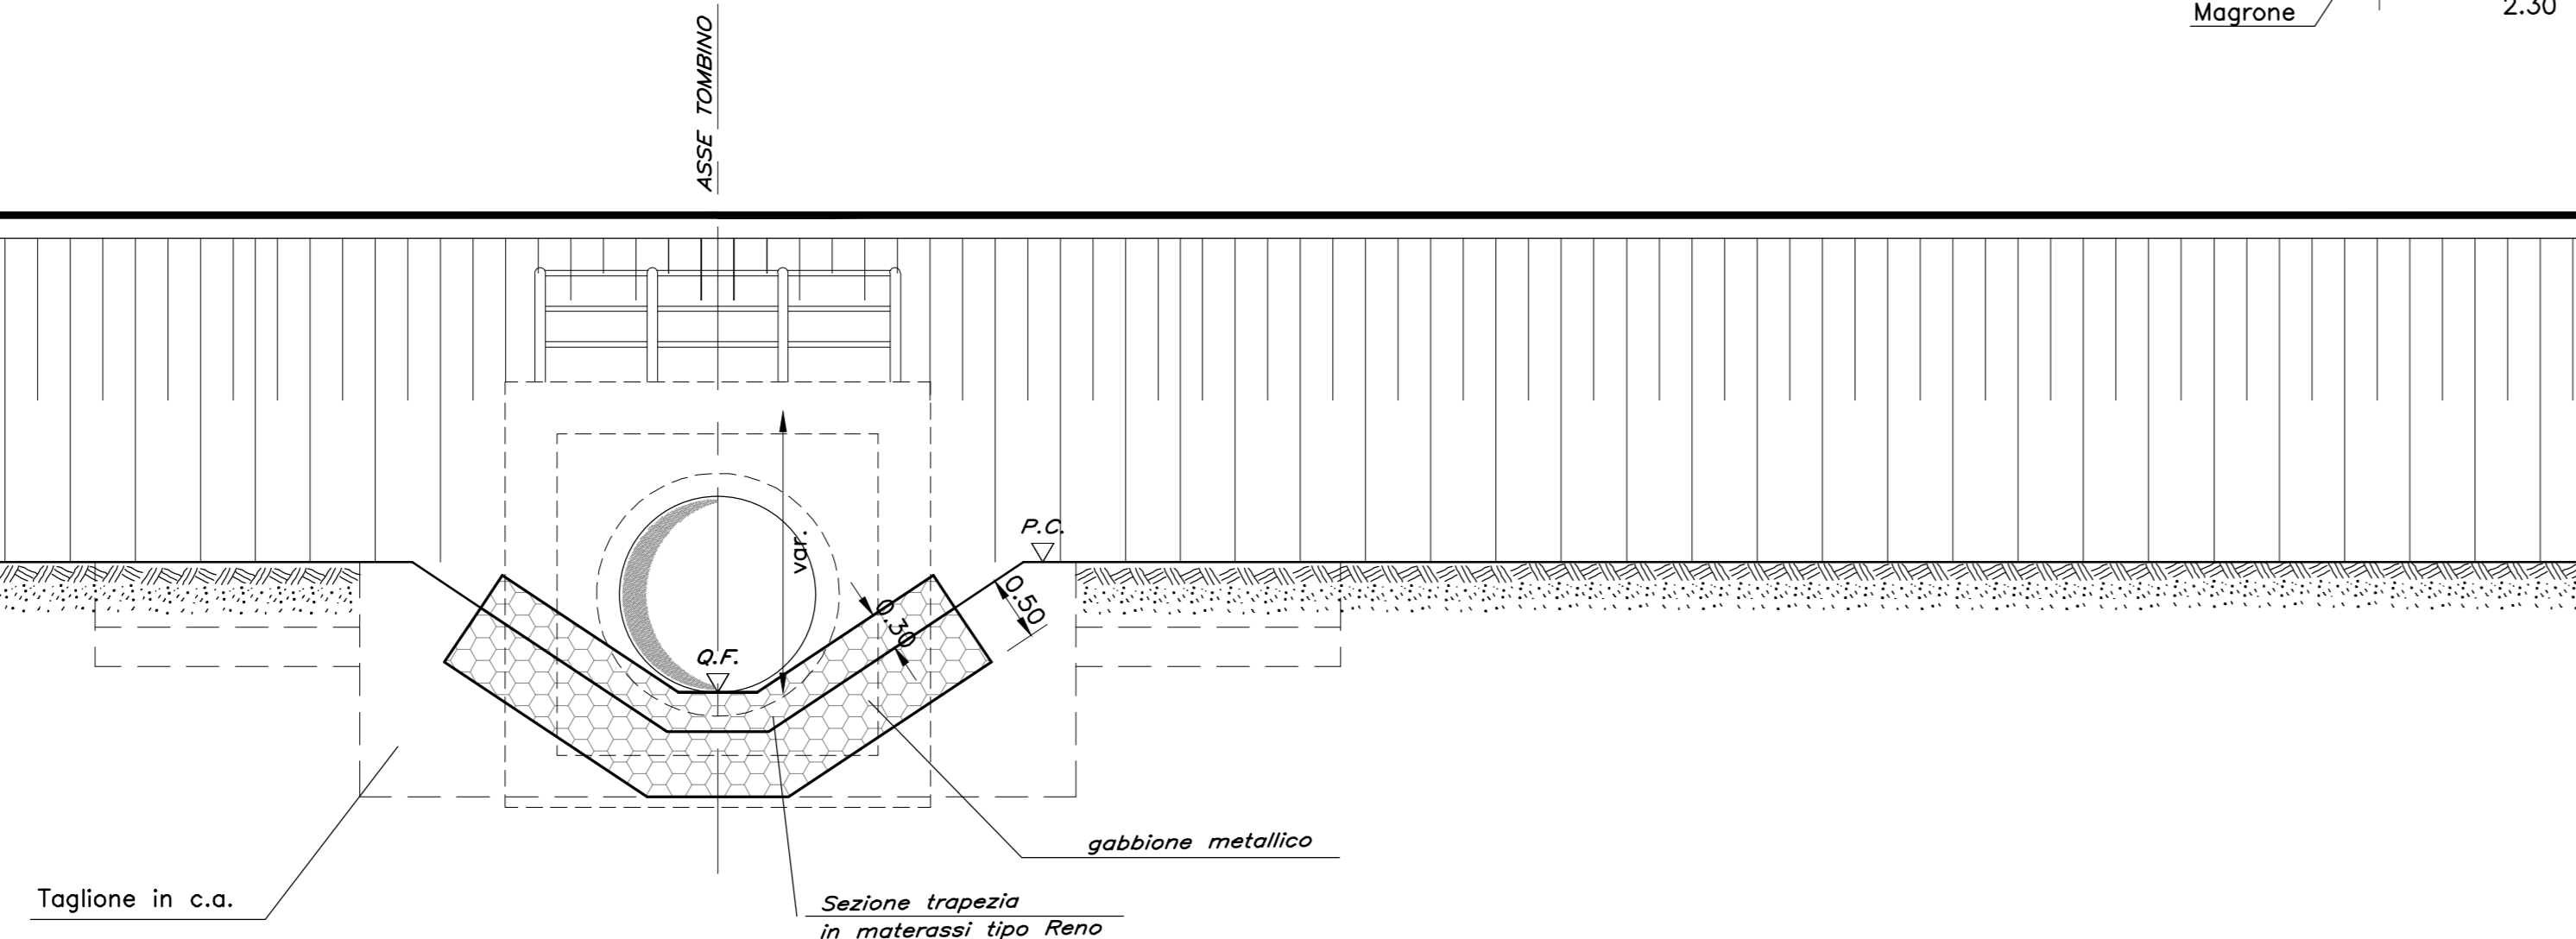 Magrone
2.30
ASSE TOMBINO
P.C.
var.
0.50
0.30
Q.F.
gabbione metallico
Taglione in c.a.
Sezione trapezia
in materassi tipo Reno